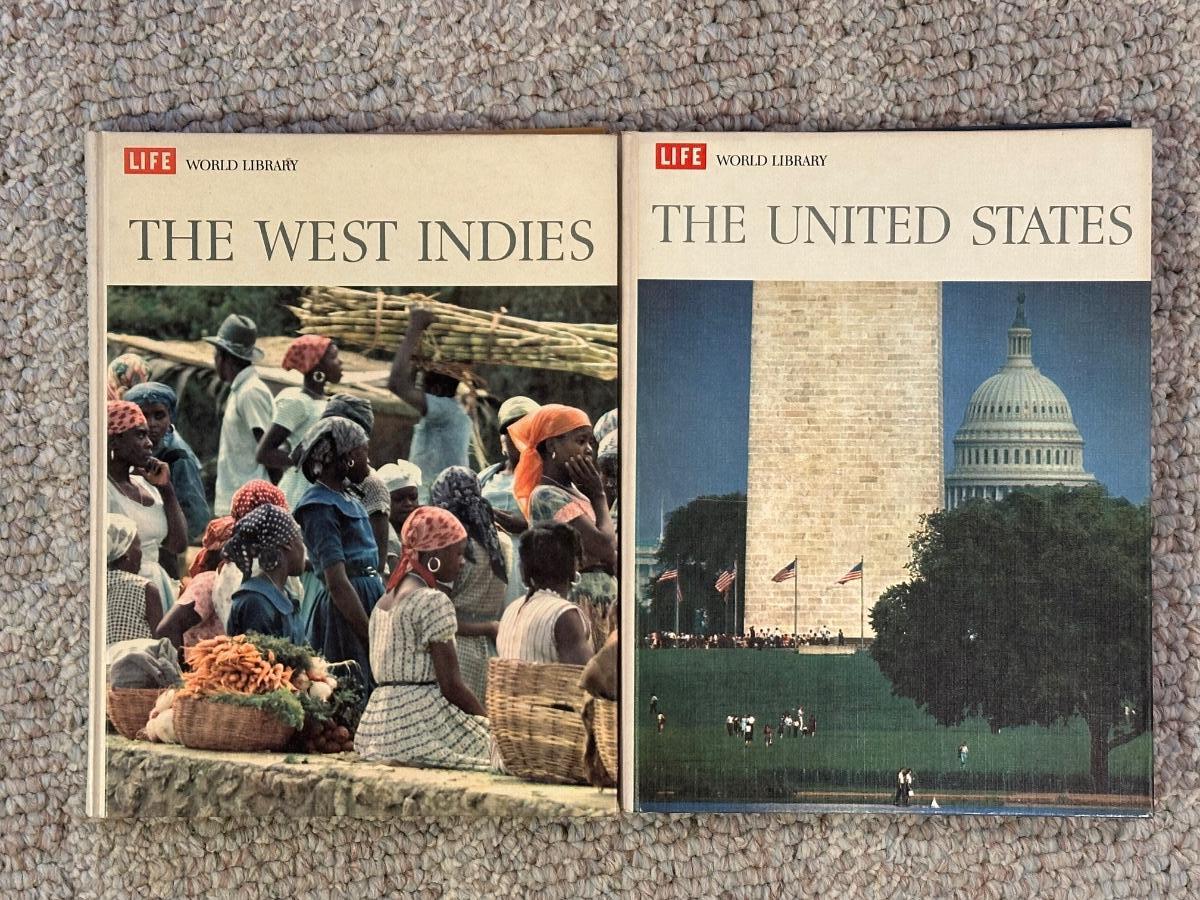 LIFE WORLD LIBRARY
THE WEST INDIES
LIFE WORLD LIBRARY
THE UNITED STATES